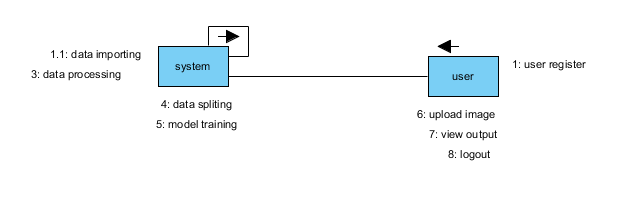 1.1: data importing
3: data processing
system
4: data spliting
5: model training
user
1: user register
6: upload image
7: view output
8: logout